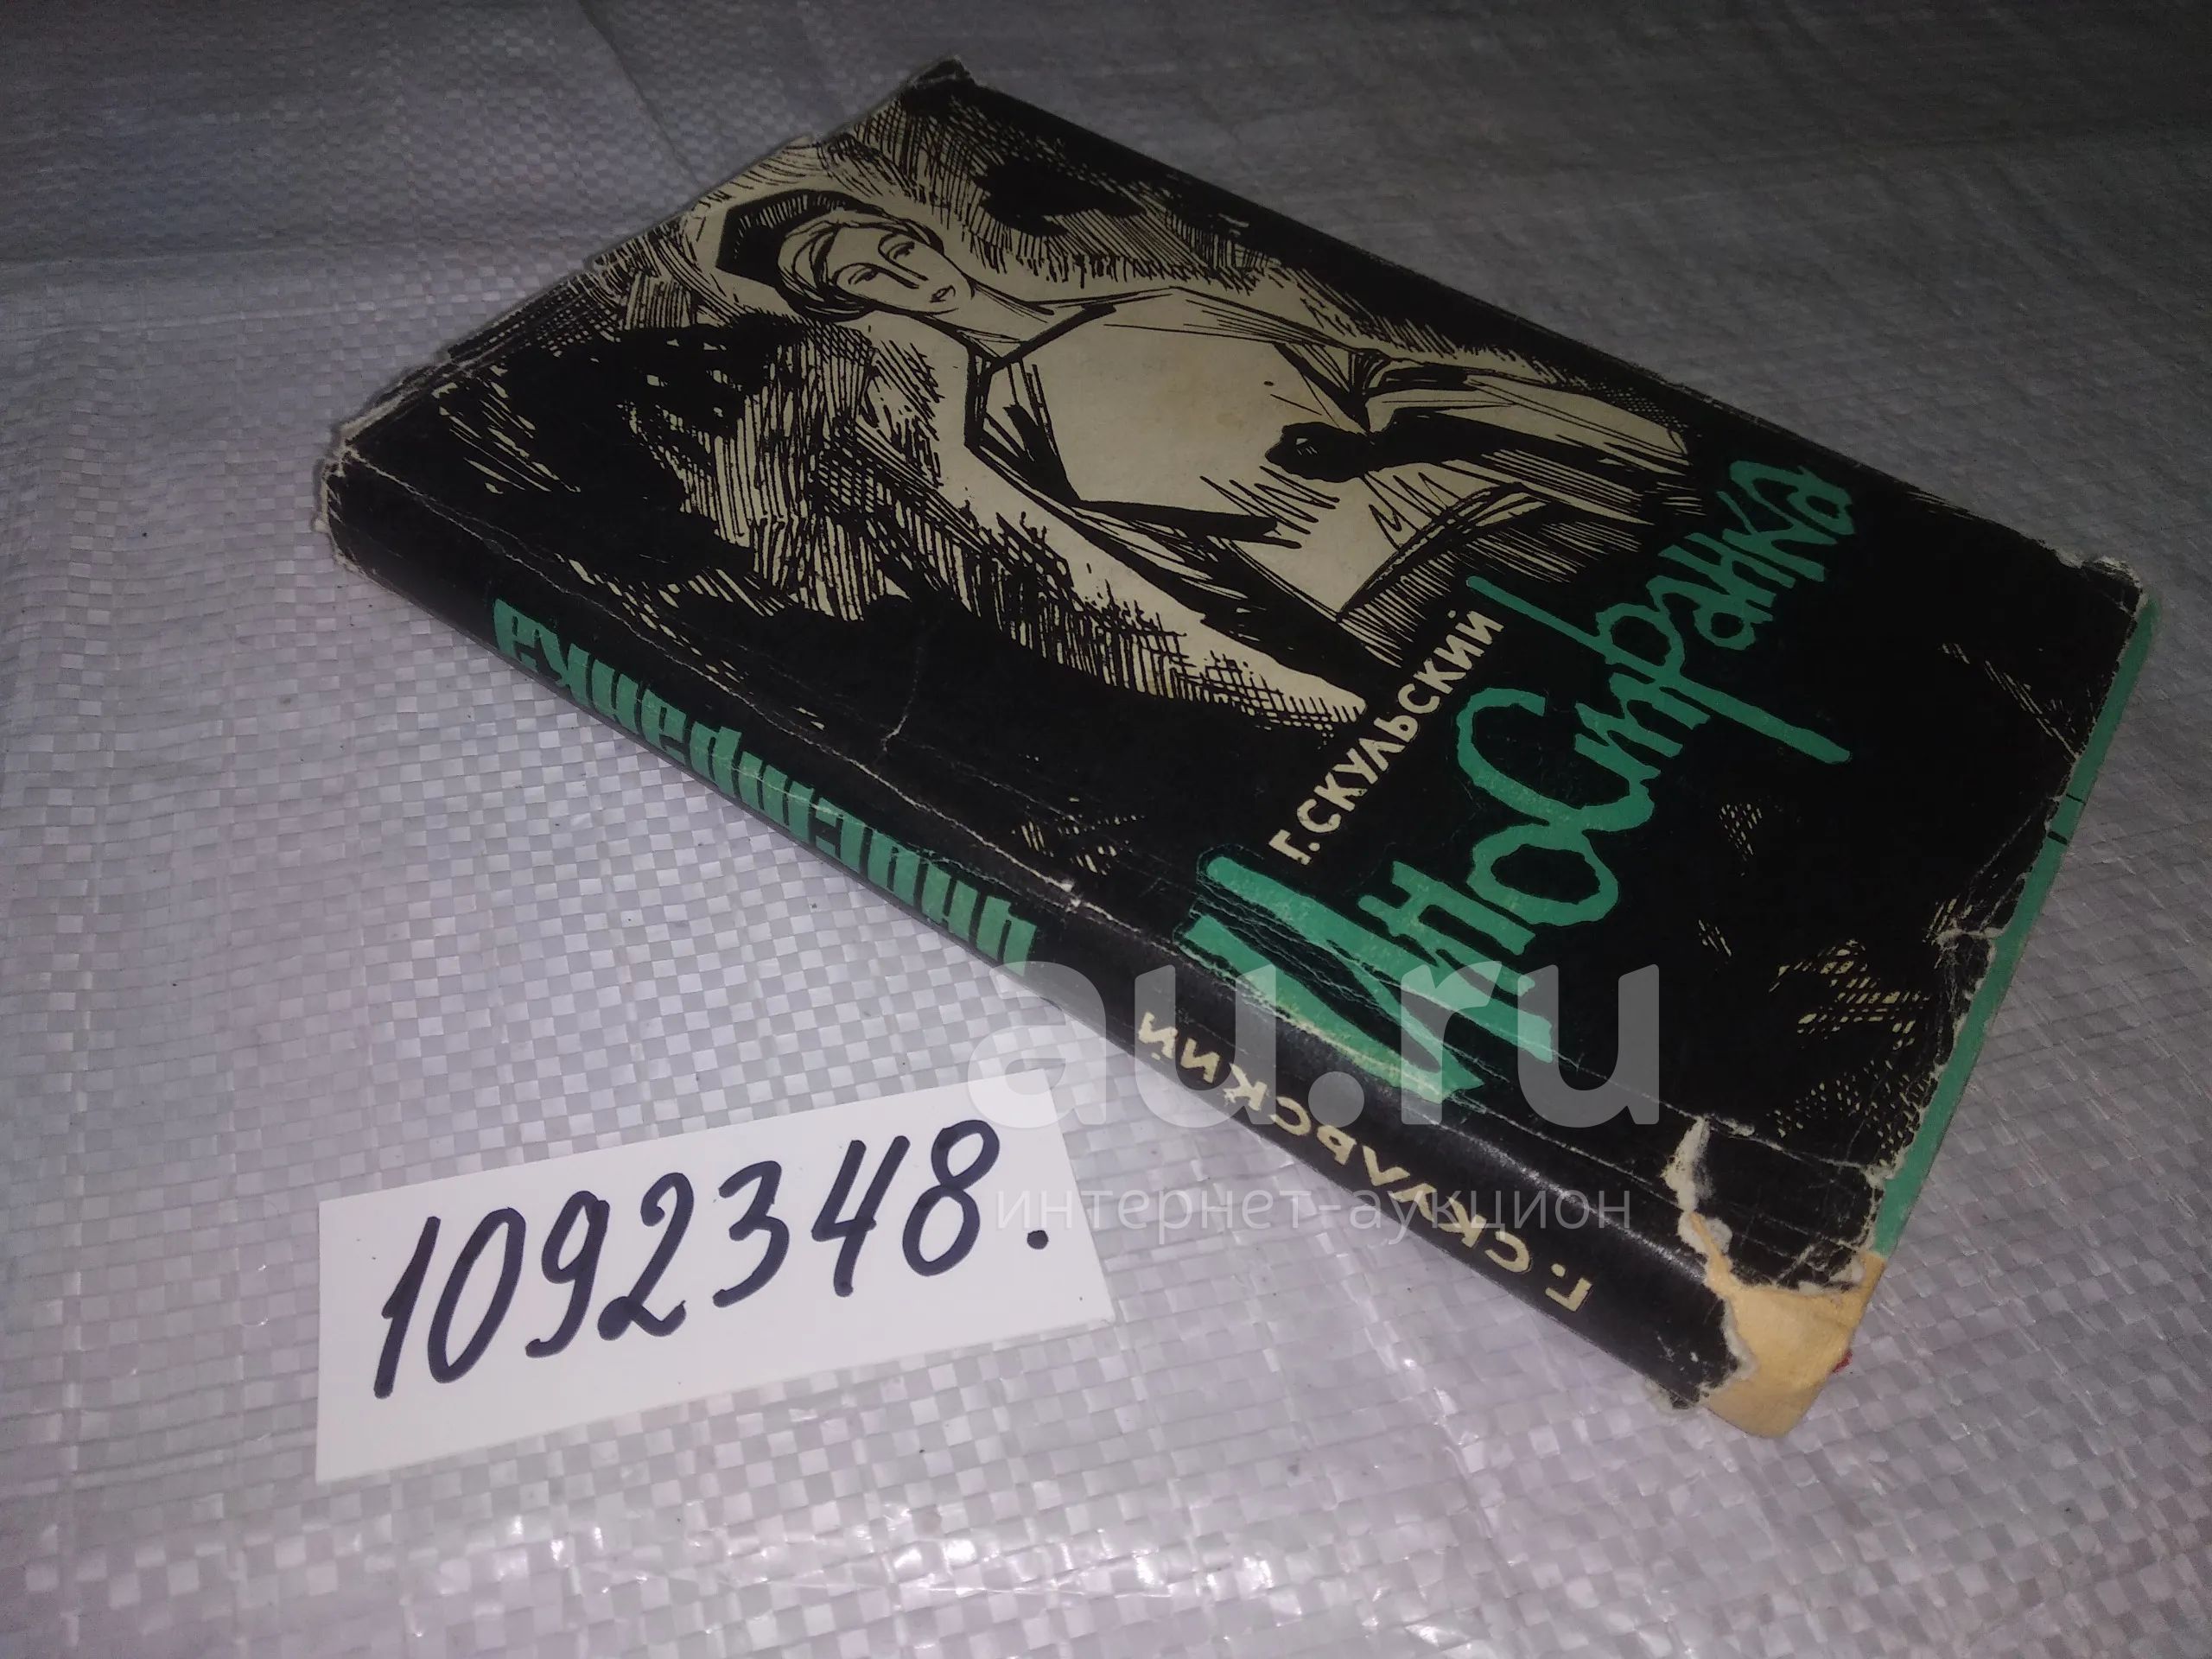 Г. СКУЛЬСКИЙ
Иностранка
Г. СКУЛЬСКИЙ
иностранка
au.ru
интернет-аукцион
1092348.